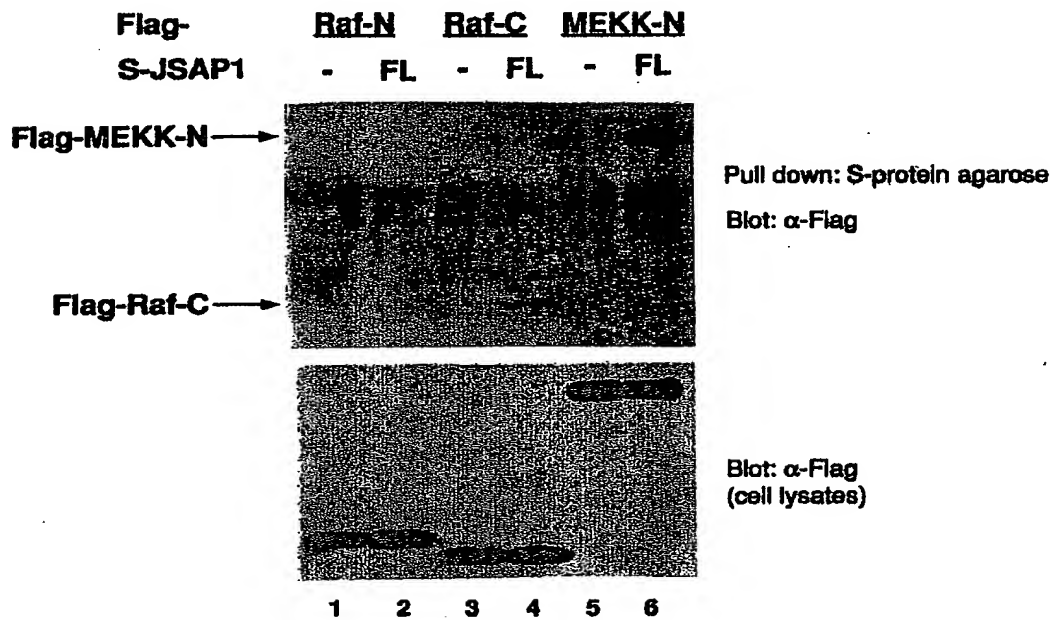 Flag- Raf-N Raf-C MEKK-N
S-JSAP1 - FL - FL - FL
Flag-MEKK-N
Pull down: S-protein agarose
Blot: α-Flag
Flag-Raf-C
Blot: α-Flag
(cell lysates)
1 2 3 4 5 6